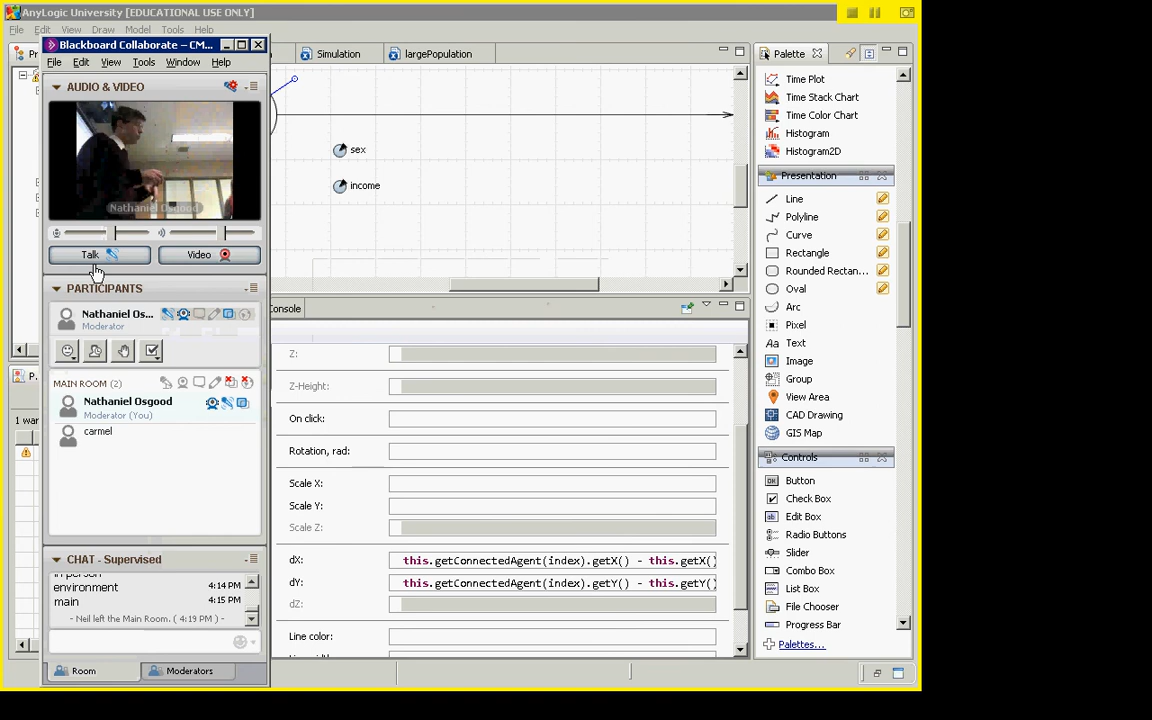 AnyLogic University [EDUCATIONAL USE ONLY]
File Edit View Draw Model Tools Help
Blackboard Collaborate – CM...
File Edit View Tools Window Help
AUDIO & VIDEO
Nathaniel Osgood
Talk Video
PARTICIPANTS
Nathaniel Os...
Moderator
MAIN ROOM (2)
Nathaniel Osgood
Moderator (You)
carmel
CHAT - Supervised
in person
environment 4:14 PM
main 4:15 PM
- Neil left the Main Room. ( 4:19 PM ) -
Room Moderators
Simulation largePopulation
sex
income
Console
Z:
Z-Height:
On click:
Rotation, rad:
Scale X:
Scale Y:
Scale Z:
dX: this.getConnectedAgent(index).getX() - this.getX()
dY: this.getConnectedAgent(index).getY() - this.getY()
dZ:
Line color:
Palette
Time Plot
Time Stack Chart
Time Color Chart
Histogram
Histogram2D
Presentation
Line
Polyline
Curve
Rectangle
Rounded Rectan...
Oval
Arc
Pixel
Text
Image
Group
View Area
CAD Drawing
GIS Map
Controls
Button
Check Box
Edit Box
Radio Buttons
Slider
Combo Box
List Box
File Chooser
Progress Bar
Palettes...
Pr
P.
1 war